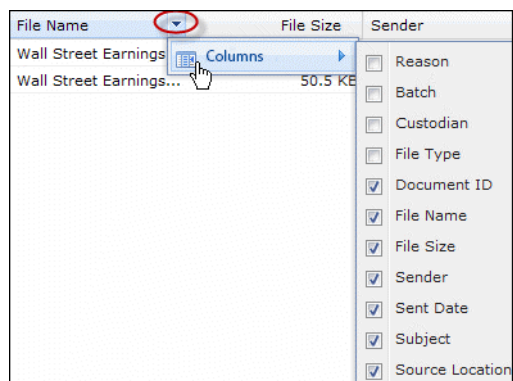 File Name File Size Sender
Wall Street Earnings
Columns
Wall Street Earnings... 50.5 KB
Reason
Batch
Custodian
File Type
Document ID
File Name
File Size
Sender
Sent Date
Subject
Source Location